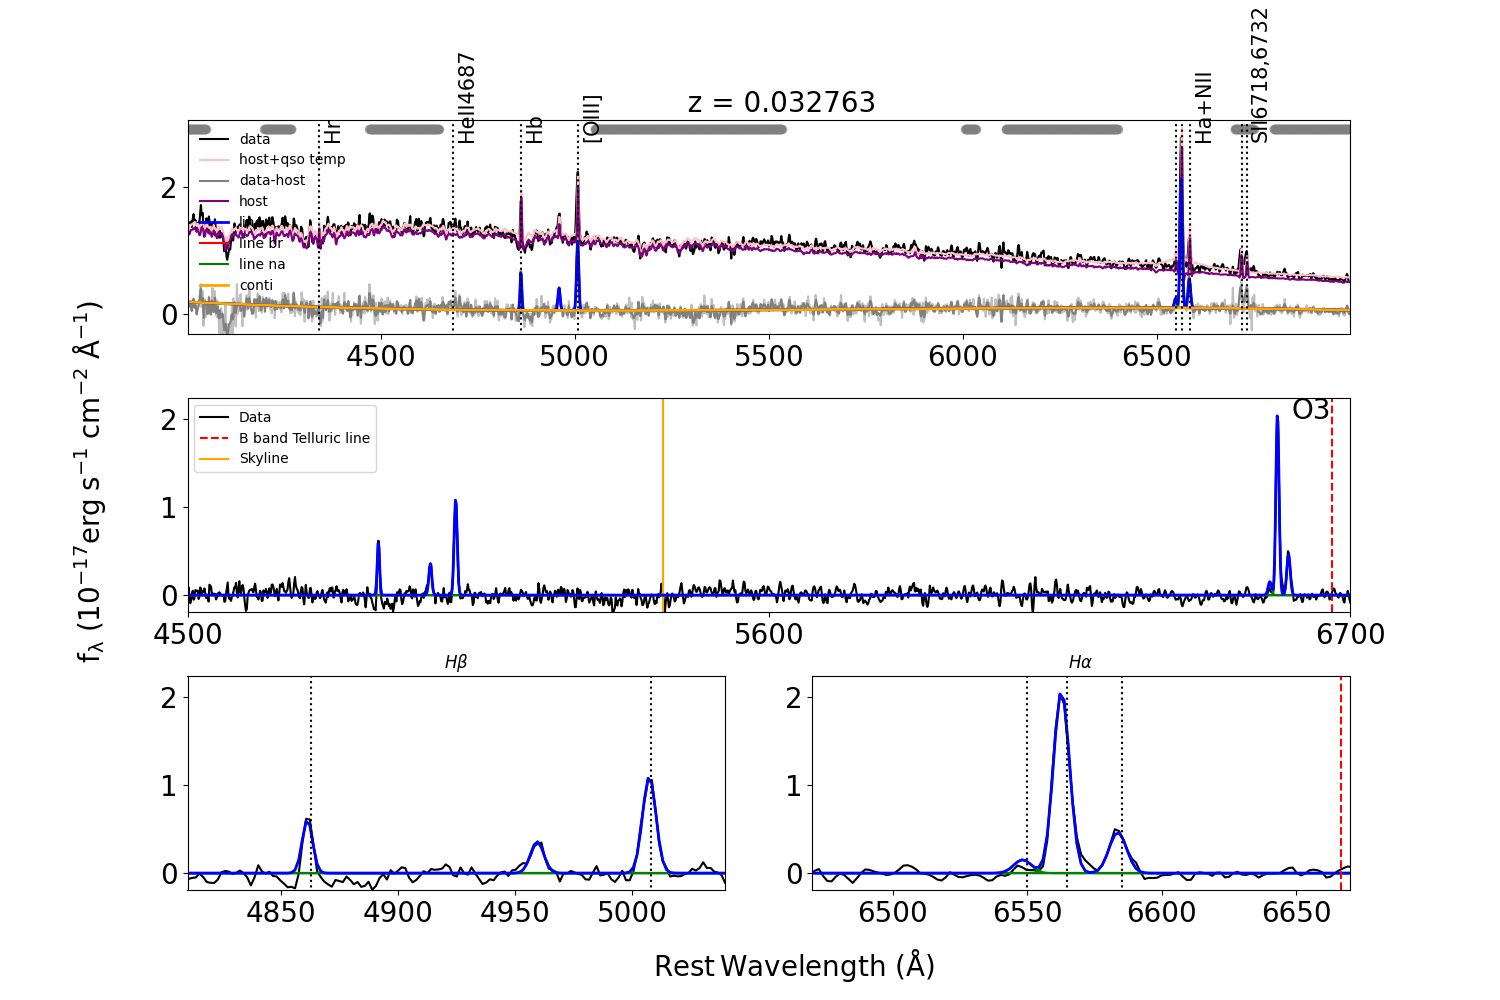 z = 0.032763
Hr
HeII4687
Hb
[OIII]
Ha+NII
SII6718,6732
data
host+qso temp
data-host
host
line
line br
line na
conti
2
0
4500
5000
5500
6000
6500
Data
B band Telluric line
Skyline
O3
2
1
0
4500
5600
6700
fλ (10−17erg s−1 cm−2 Å−1)
Hβ
2
1
0
4850
4900
4950
5000
Hα
2
1
0
6500
6550
6600
6650
Rest Wavelength (Å)